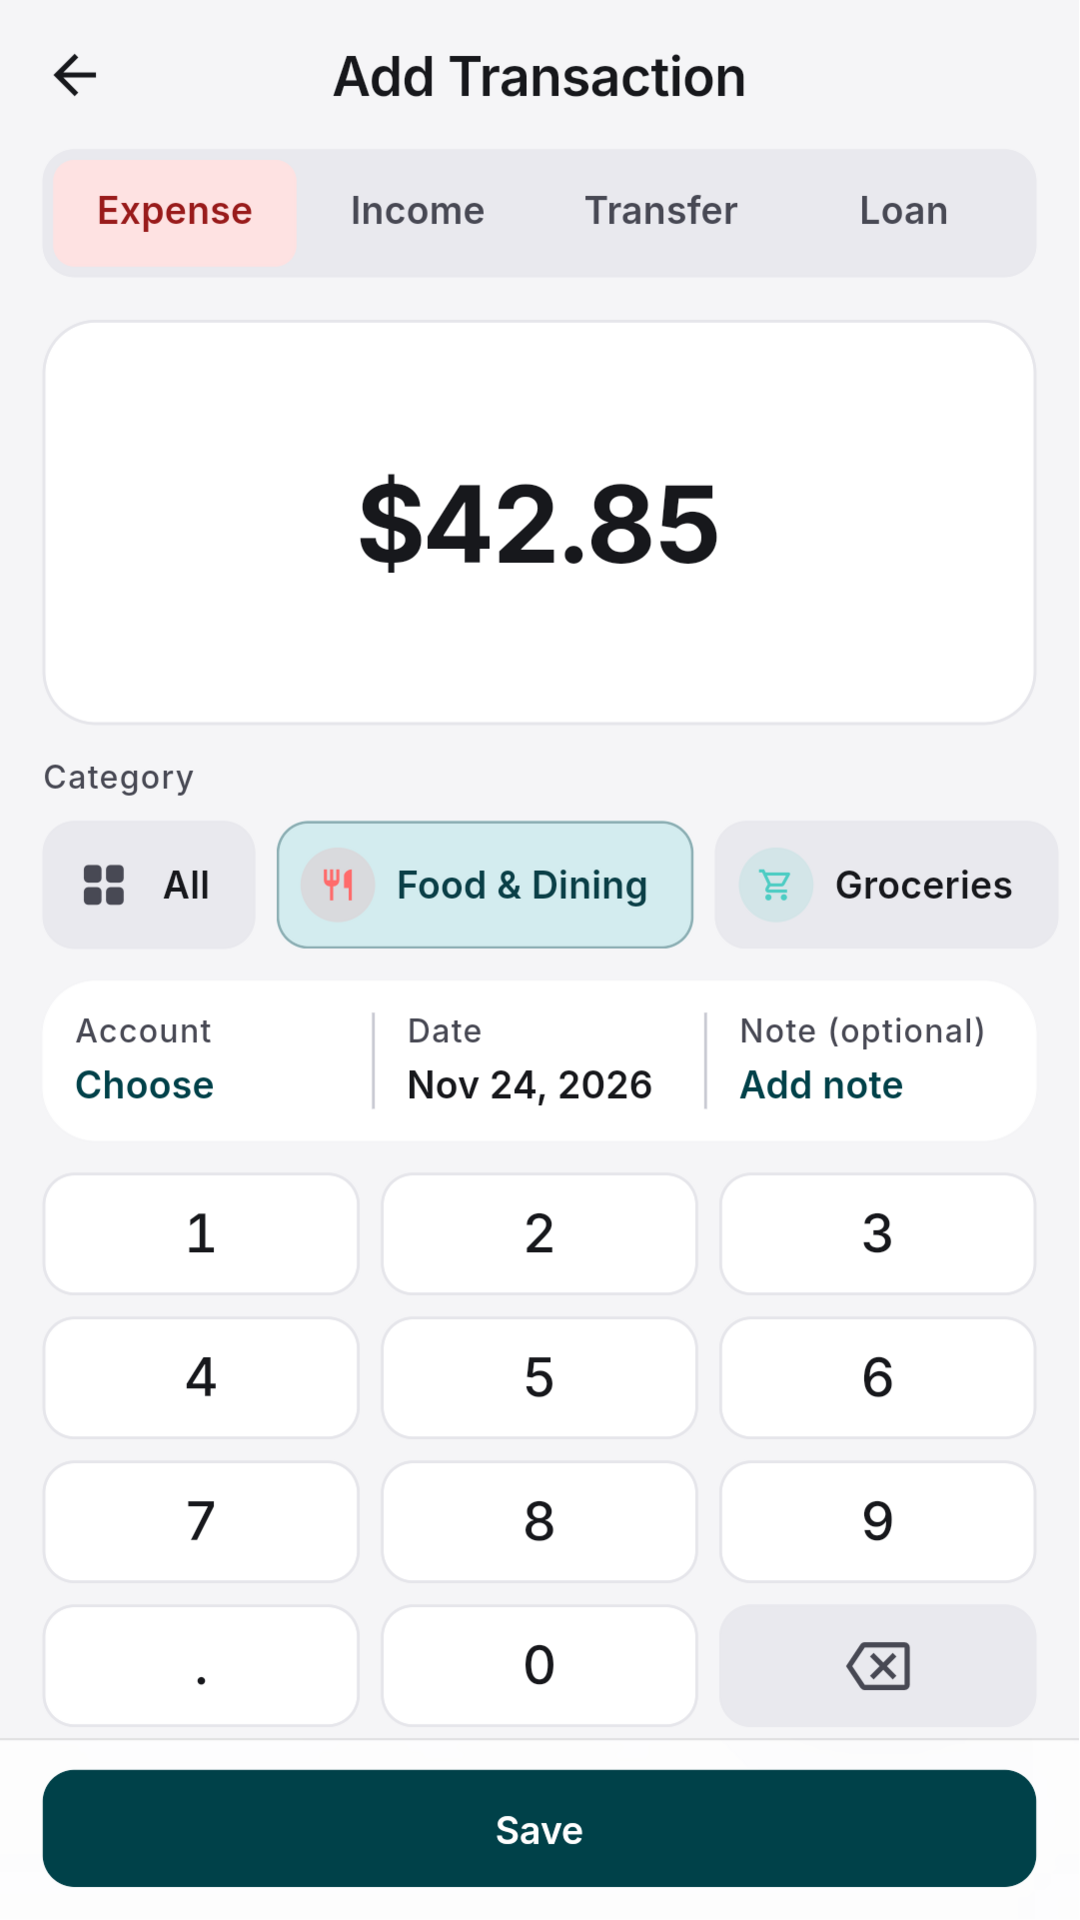 Add Transaction
Expense Income Transfer Loan
$42.85
Category
All Food & Dining Groceries
Account Date Note (optional)
Choose Nov 24, 2026 Add note
1 2 3
4 5 6
7 8 9
. 0
Save